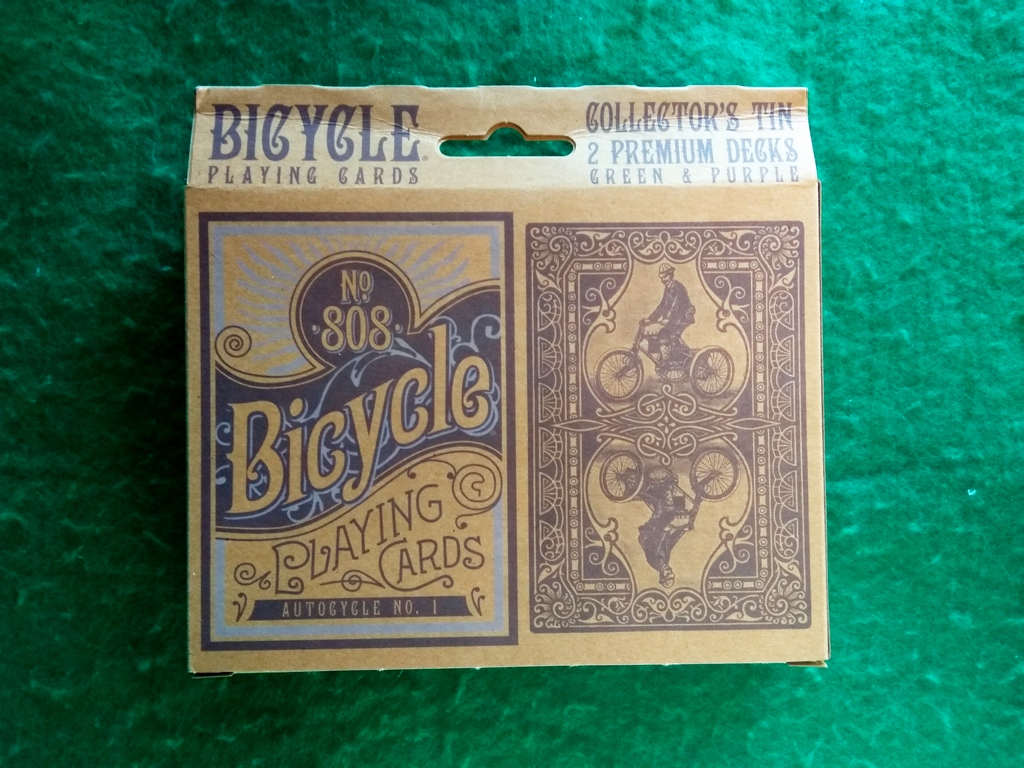 BICYCLE®
PLAYING CARDS
COLLECTOR'S TIN
2 PREMIUM DECKS
GREEN & PURPLE
Nº
808
Bicycle
PLAYING
CARDS
AUTOCYCLE NO. 1